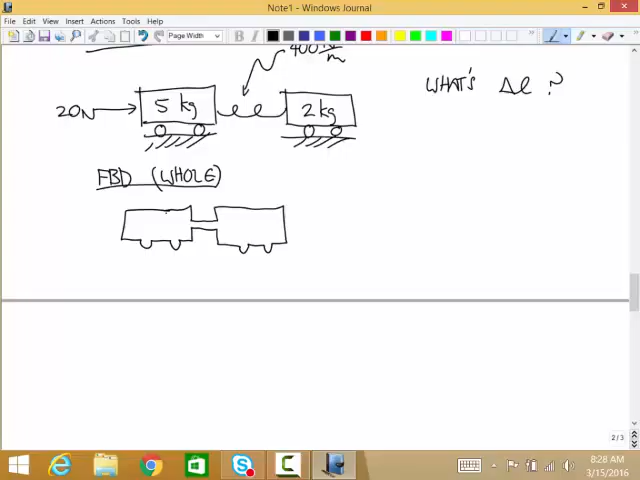 Note1 - Windows Journal
File Edit View Insert Actions Tools Help
Page Width
B I
400 N/m
WHAT'S Δl ?
20N
5 kg
2 kg
FBD (WHOLE)
2/3
8:28 AM
3/15/2016